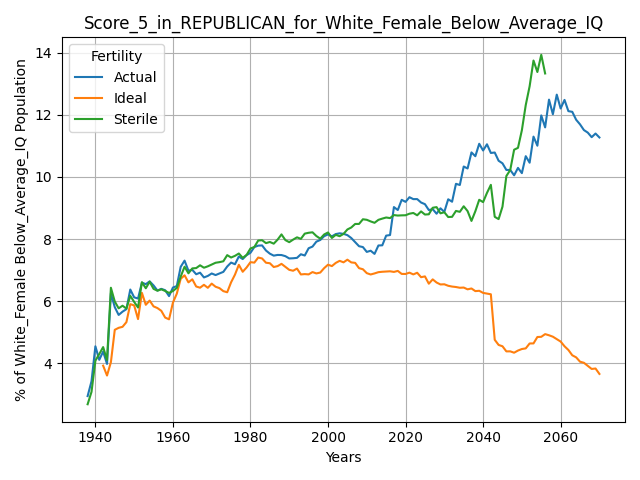 Score_5_in_REPUBLICAN_for_White_Female_Below_Average_IQ
% of White_Female Below_Average_IQ Population
14
12
10
8
6
4
Fertility
Actual
Ideal
Sterile
1940
1960
1980
2000
2020
2040
2060
Years